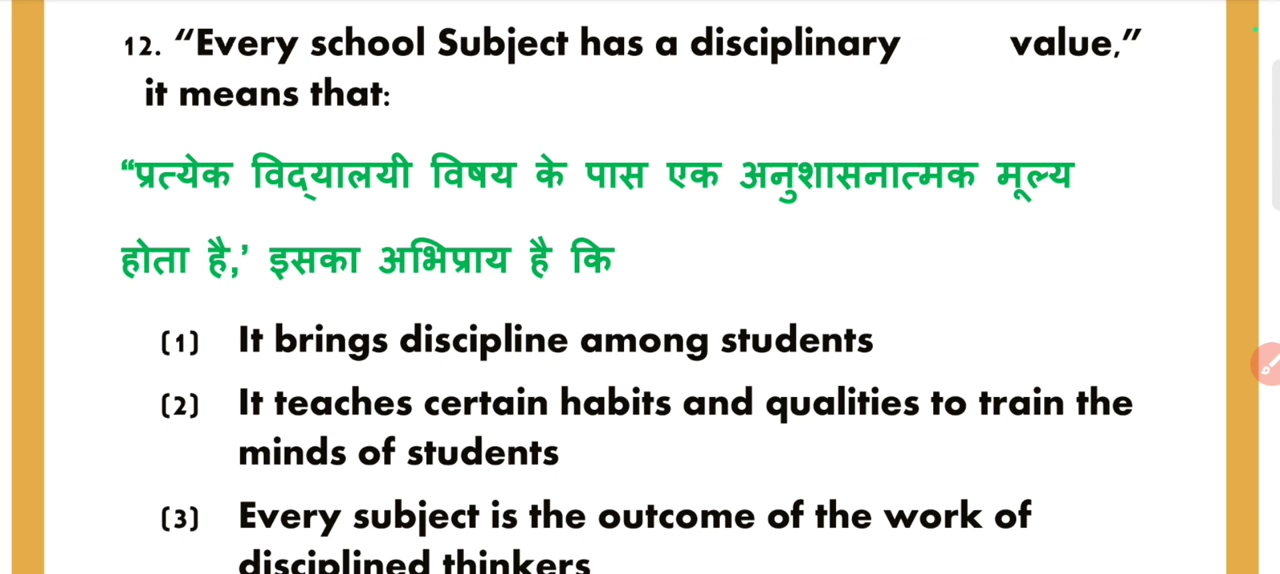 12. “Every school Subject has a disciplinary value,”
it means that:
“प्रत्येक विद्यालयी विषय के पास एक अनुशासनात्मक मूल्य
होता है,’ इसका अभिप्राय है कि
(1) It brings discipline among students
(2) It teaches certain habits and qualities to train the
minds of students
(3) Every subject is the outcome of the work of
disciplined thinkers